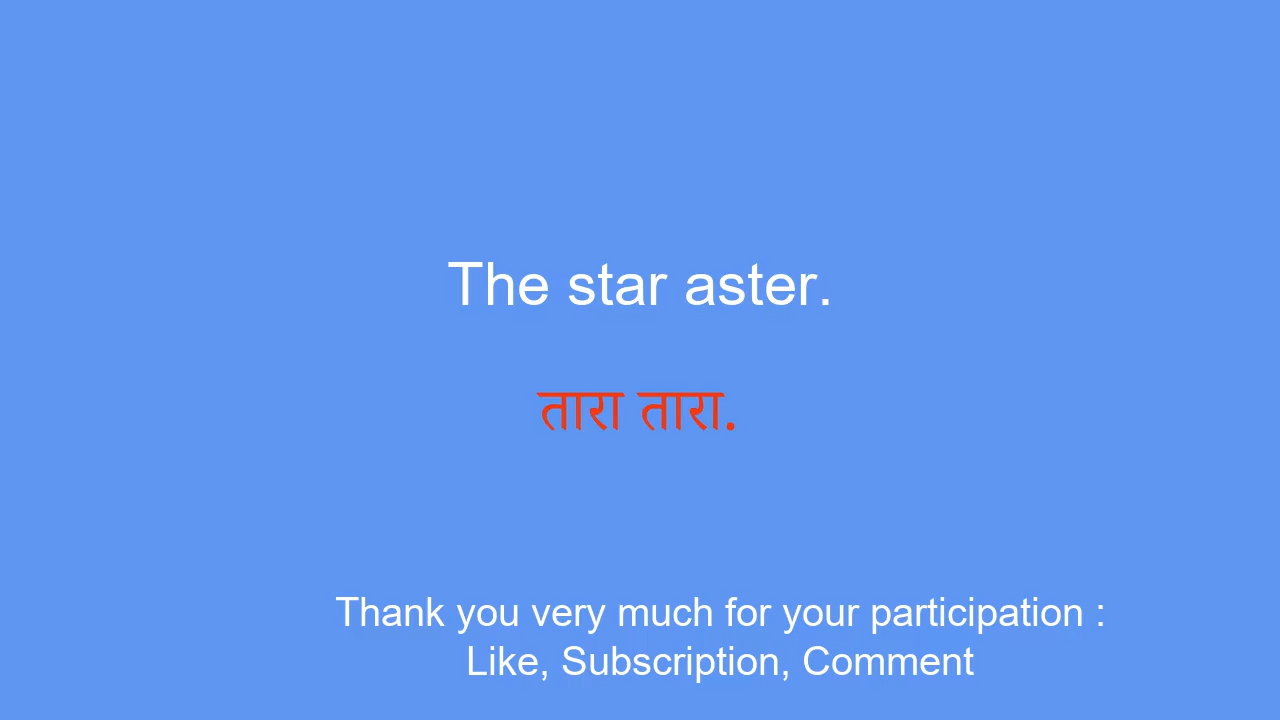 The star aster.
तारा तारा.
Thank you very much for your participation :
Like, Subscription, Comment